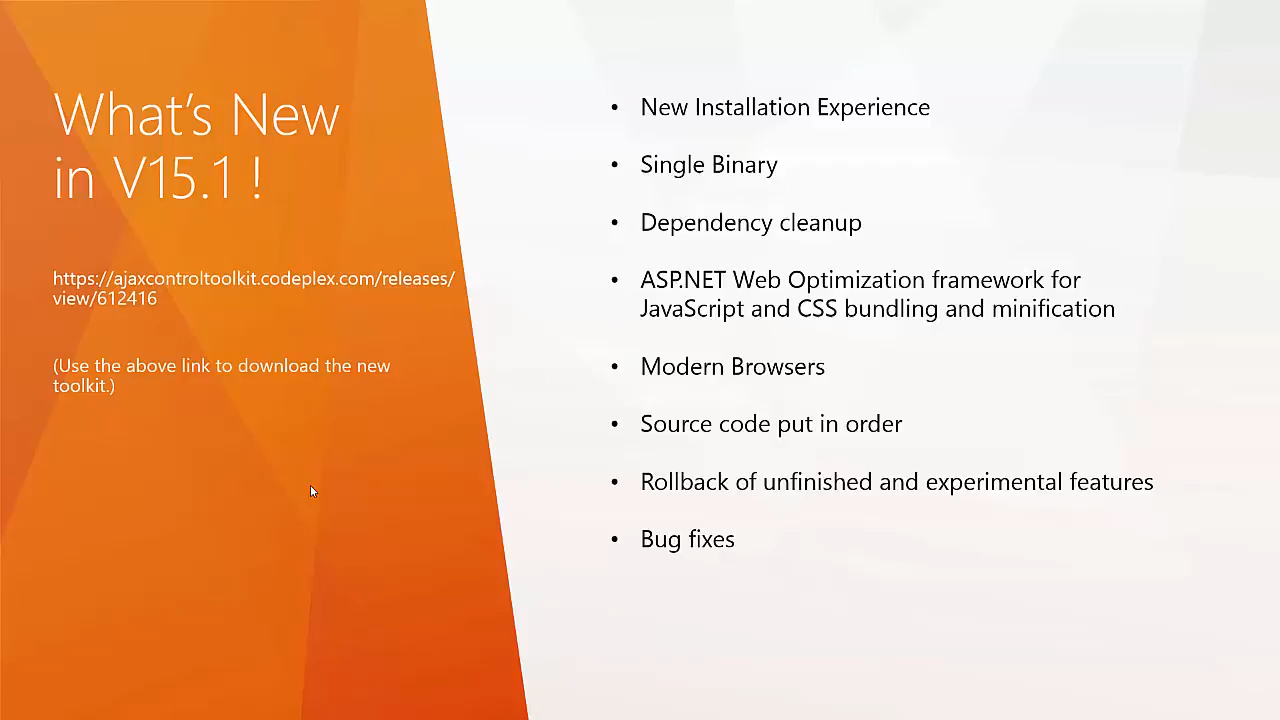 What's New
in V15.1 !
https://ajaxcontroltoolkit.codeplex.com/releases/
view/612416
(Use the above link to download the new
toolkit.)
• New Installation Experience
• Single Binary
• Dependency cleanup
• ASP.NET Web Optimization framework for
JavaScript and CSS bundling and minification
• Modern Browsers
• Source code put in order
• Rollback of unfinished and experimental features
• Bug fixes